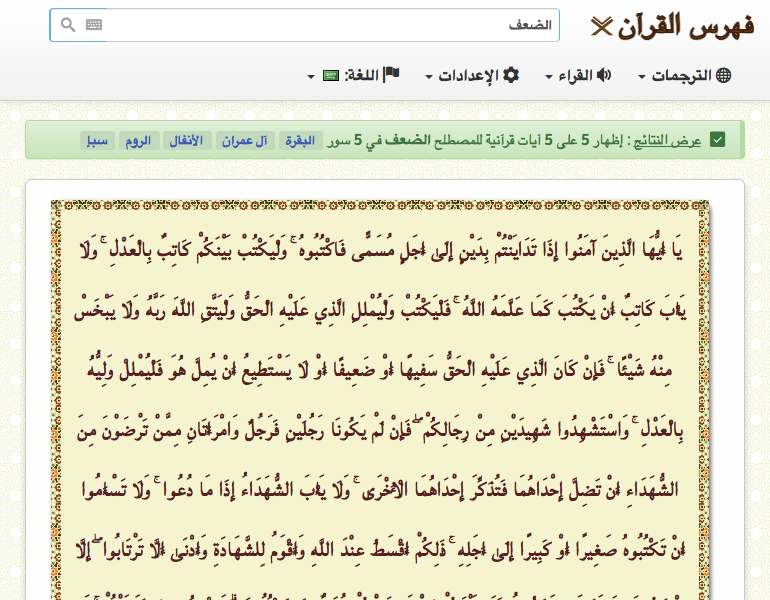 فهرس القرآن
الضعف
الترجمات القراء الإعدادات اللغة:
عرض النتائج : إظهار 5 على 5 آيات قرآنية للمصطلح الضعف في 5 سور البقرة آل عمران الأنفال الروم سبإ
يَا أَيُّهَا الَّذِينَ آمَنُوا إِذَا تَدَايَنْتُمْ بِدَيْنٍ إِلَىٰ أَجَلٍ مُسَمًّى فَاكْتُبُوهُ ۚ وَلْيَكْتُبْ بَيْنَكُمْ كَاتِبٌ بِالْعَدْلِ ۚ وَلَا
يَأْبَ كَاتِبٌ أَنْ يَكْتُبَ كَمَا عَلَّمَهُ اللَّهُ ۚ فَلْيَكْتُبْ وَلْيُمْلِلِ الَّذِي عَلَيْهِ الْحَقُّ وَلْيَتَّقِ اللَّهَ رَبَّهُ وَلَا يَبْخَسْ
مِنْهُ شَيْئًا ۚ فَإِنْ كَانَ الَّذِي عَلَيْهِ الْحَقُّ سَفِيهًا أَوْ ضَعِيفًا أَوْ لَا يَسْتَطِيعُ أَنْ يُمِلَّ هُوَ فَلْيُمْلِلْ وَلِيُّهُ
بِالْعَدْلِ ۚ وَاسْتَشْهِدُوا شَهِيدَيْنِ مِنْ رِجَالِكُمْ ۖ فَإِنْ لَمْ يَكُونَا رَجُلَيْنِ فَرَجُلٌ وَامْرَأَتَانِ مِمَّنْ تَرْضَوْنَ مِنَ
الشُّهَدَاءِ أَنْ تَضِلَّ إِحْدَاهُمَا فَتُذَكِّرَ إِحْدَاهُمَا الْأُخْرَىٰ ۚ وَلَا يَأْبَ الشُّهَدَاءُ إِذَا مَا دُعُوا ۚ وَلَا تَسْأَمُوا
أَنْ تَكْتُبُوهُ صَغِيرًا أَوْ كَبِيرًا إِلَىٰ أَجَلِهِ ۚ ذَٰلِكُمْ أَقْسَطُ عِنْدَ اللَّهِ وَأَقْوَمُ لِلشَّهَادَةِ وَأَدْنَىٰ أَلَّا تَرْتَابُوا ۖ إِلَّا